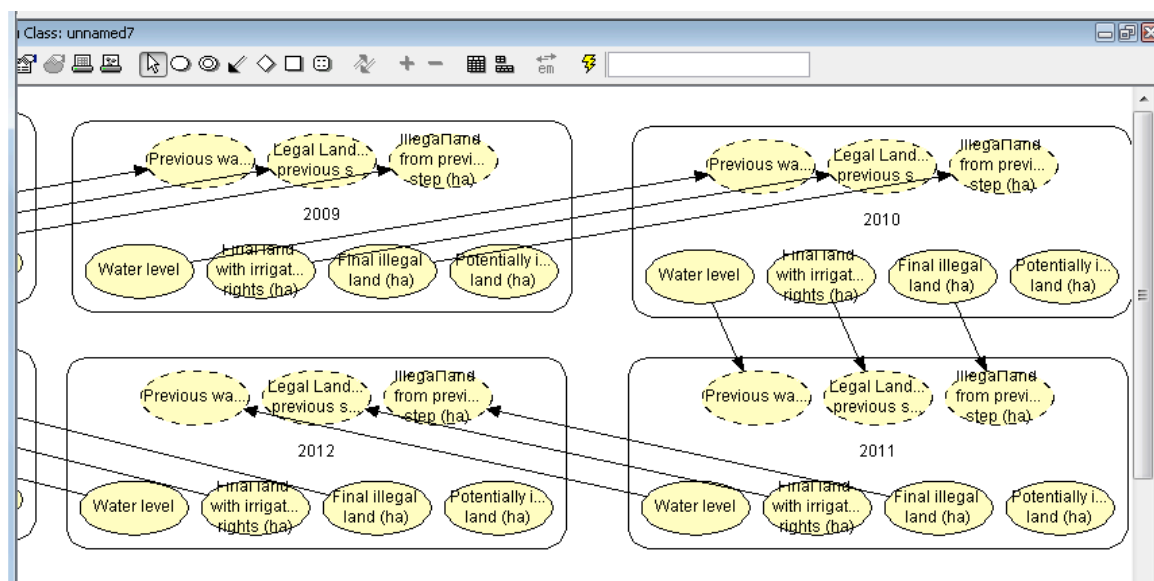 Class: unnamed7
em
Previous wa...
Legal Land...
previous s...
Illegal land
from previ...
step (ha)
2009
Water level
Final land
with irrigat...
rights (ha)
Final illegal
land (ha)
Potentially i...
land (ha)
Previous wa...
Legal Land...
previous s...
Illegal land
from previ...
step (ha)
2010
Water level
Final land
with irrigat...
rights (ha)
Final illegal
land (ha)
Potentially i...
land (ha)
Previous wa...
Legal Land...
previous s...
Illegal land
from previ...
step (ha)
2012
Water level
Final land
with irrigat...
rights (ha)
Final illegal
land (ha)
Potentially i...
land (ha)
Previous wa...
Legal Land...
previous s...
Illegal land
from previ...
step (ha)
2011
Water level
Final land
with irrigat...
rights (ha)
Final illegal
land (ha)
Potentially i...
land (ha)